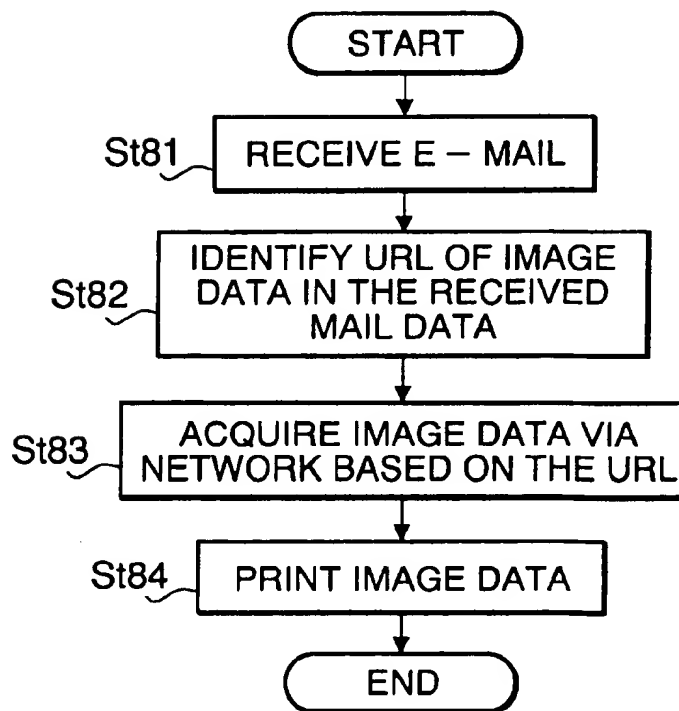 START
St81
RECEIVE E – MAIL
St82
IDENTIFY URL OF IMAGE
DATA IN THE RECEIVED
MAIL DATA
St83
ACQUIRE IMAGE DATA VIA
NETWORK BASED ON THE URL
St84
PRINT IMAGE DATA
END